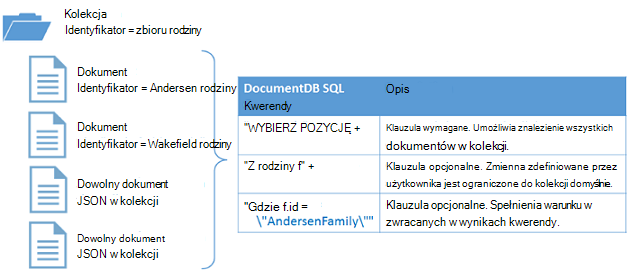 Kolekcja
Identyfikator = zbioru rodziny
Dokument
Identyfikator = Andersen rodziny
Dokument
Identyfikator = Wakefield rodziny
Dowolny dokument
JSON w kolekcji
Dowolny dokument
JSON w kolekcji
DocumentDB SQL
Kwerendy
Opis
"WYBIERZ POZYCJĘ +
Klauzula wymagane. Umożliwia znalezienie wszystkich
dokumentów w kolekcji.
"Z rodziny f" +
Klauzula opcjonalne. Zmienna zdefiniowane przez
użytkownika jest ograniczone do kolekcji domyślnie.
"Gdzie f.id =
\"AndersenFamily\""
Klauzula opcjonalne. Spełnienia warunku w
zwracanych w wynikach kwerendy.